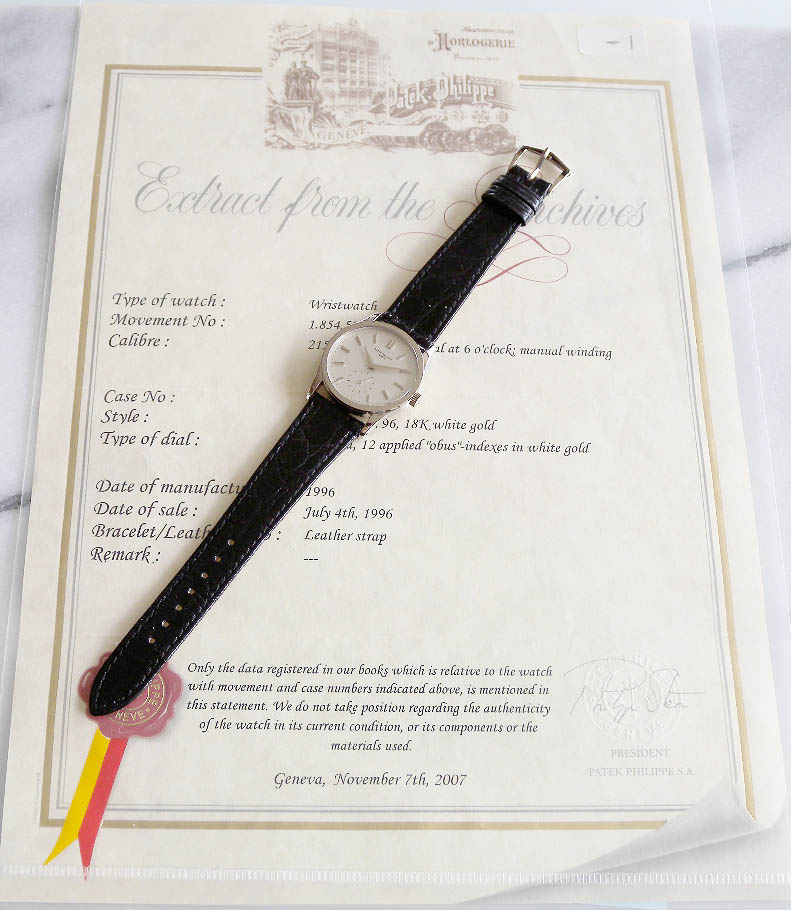 D'HORLOGERIE
Patek, Philippe
GENÈVE
Extract from the Archives
Type of watch : Wristwatch
Movement No : 1.854.5
Calibre : 215 al at 6 o'clock; manual winding
Case No :
Style : 96, 18K white gold
Type of dial : 12 applied "obus"-indexes in white gold
Date of manufactu 1996
Date of sale : July 4th, 1996
Bracelet/Leath : Leather strap
Remark : ---
Only the data registered in our books which is relative to the watch
with movement and case numbers indicated above, is mentioned in
this statement. We do not take position regarding the authenticity
of the watch in its current condition, or its components or the
materials used.
Geneva, November 7th, 2007
PRESIDENT
PATEK PHILIPPE S.A.